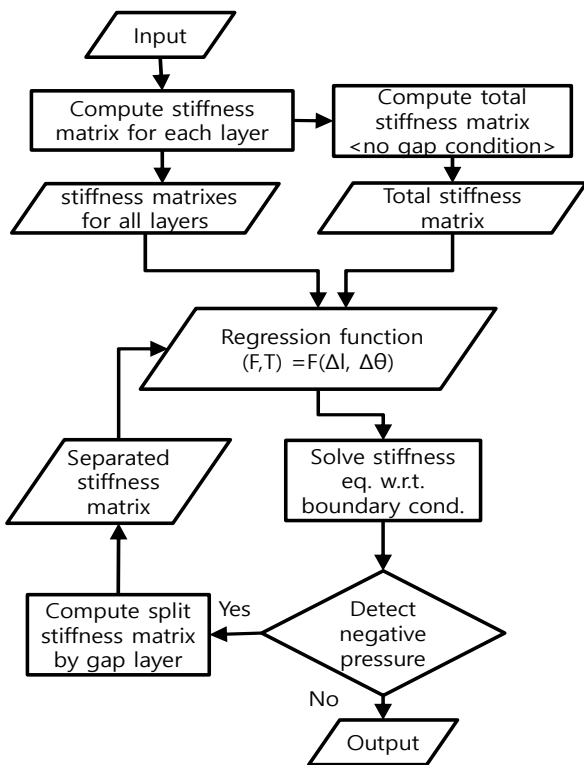 Input
Compute stiffness
matrix for each layer
Compute total
stiffness matrix
<no gap condition>
stiffness matrixes
for all layers
Total stiffness
matrix
Regression function
(F,T) =F(Δl, Δθ)
Separated
stiffness
matrix
Solve stiffness
eq. w.r.t.
boundary cond.
Compute split
stiffness matrix
by gap layer
Yes
Detect
negative
pressure
No
Output